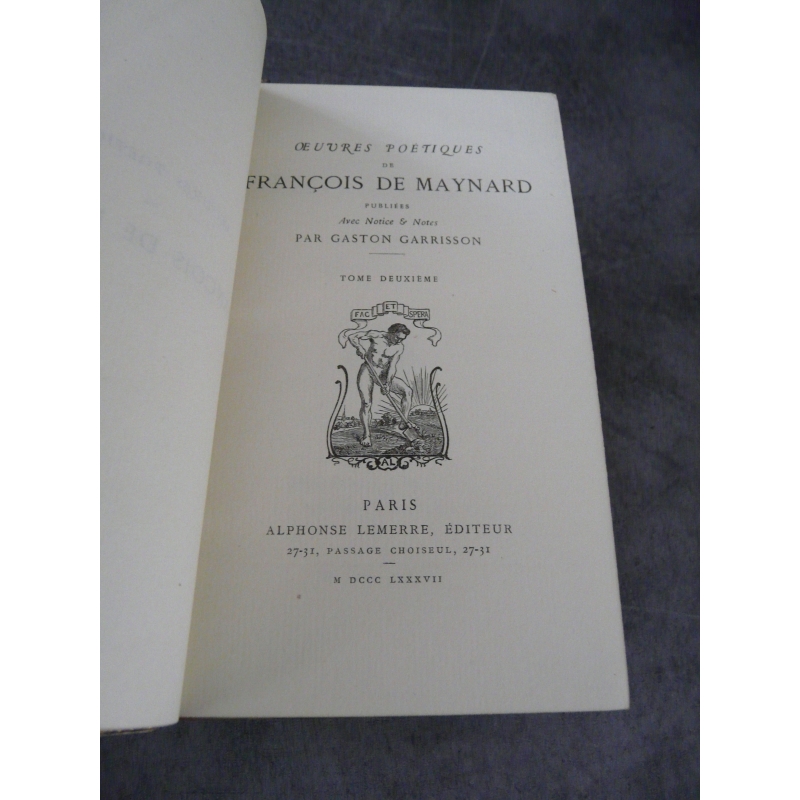 ŒUVRES POÉTIQUES
DE
FRANÇOIS DE MAYNARD
PUBLIÉES
Avec Notice & Notes
PAR GASTON GARRISSON
TOME DEUXIÈME
FAC ET SPERA
AL
PARIS
ALPHONSE LEMERRE, ÉDITEUR
27-31, PASSAGE CHOISEUL, 27-31
M DCCC LXXXVII